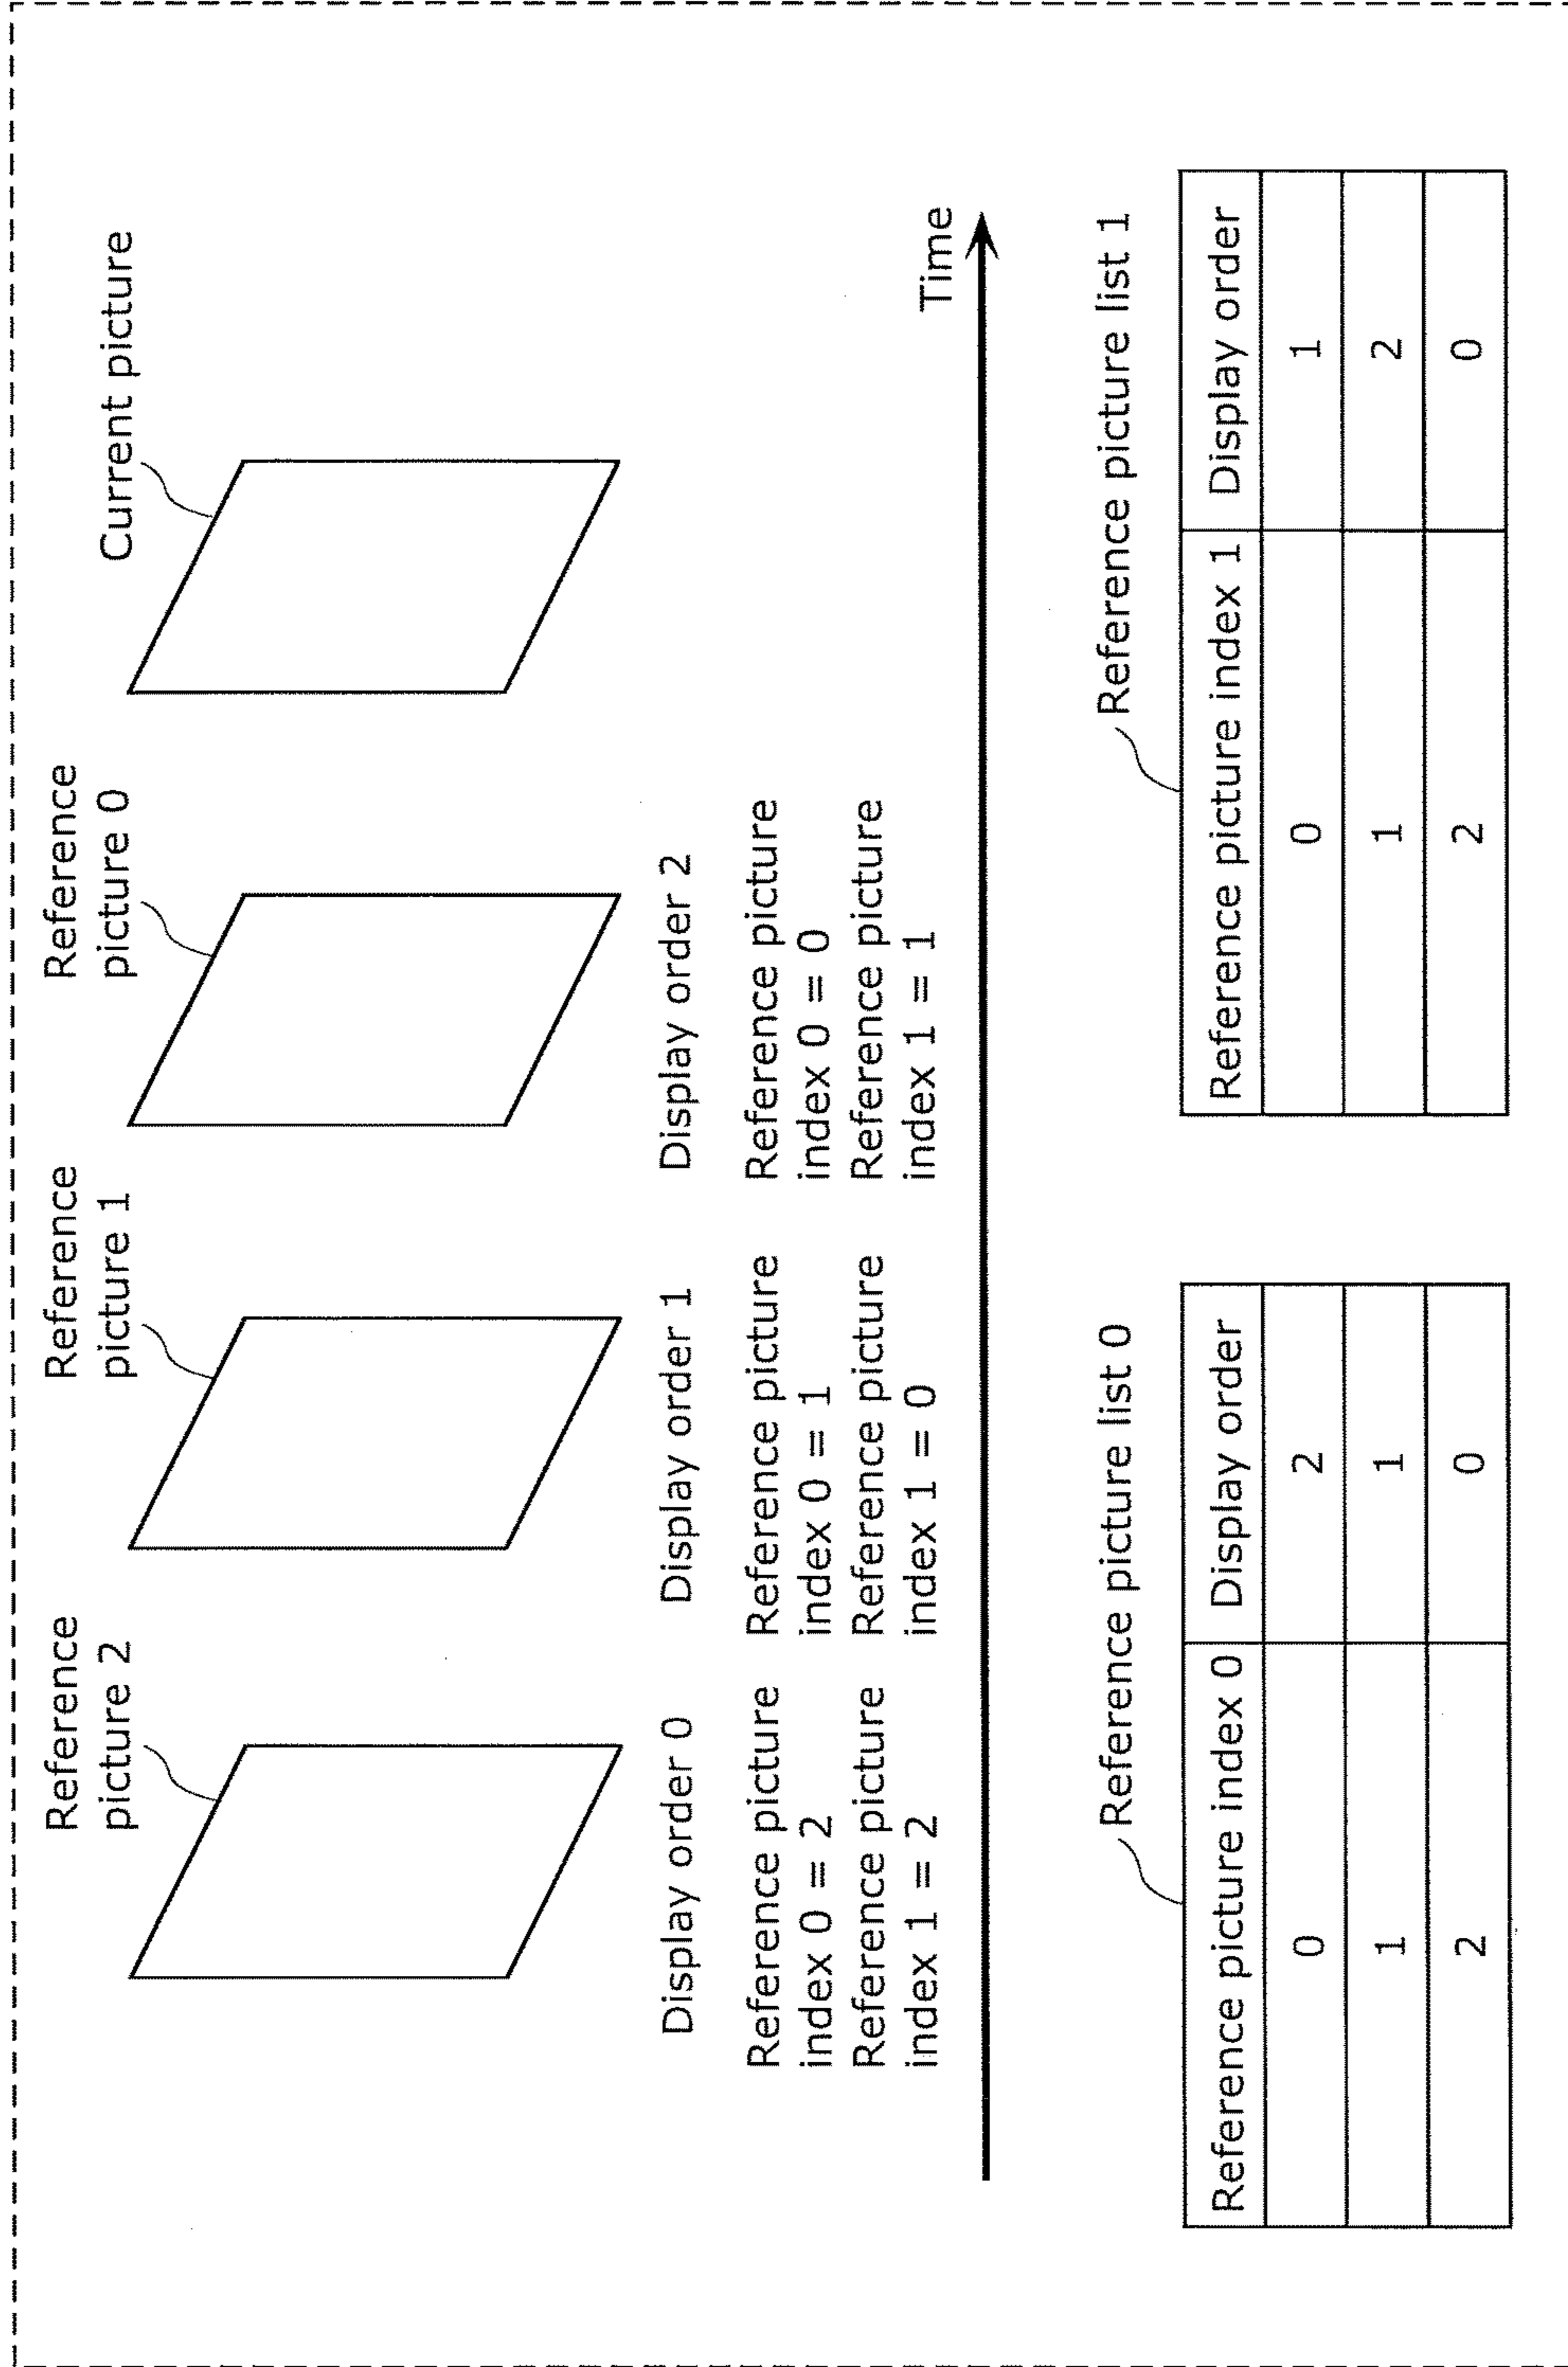 Reference
picture 2
Reference
picture 1
Reference
picture 0
Current picture
Display order 0
Display order 1
Display order 2
Reference picture
index 0 = 2
Reference picture
index 1 = 2
Reference picture
index 0 = 1
Reference picture
index 1 = 0
Reference picture
index 0 = 0
Reference picture
index 1 = 1
Time
Reference picture list 0
Reference picture index 0 Display order
0 2
1 1
2 0
Reference picture list 1
Reference picture index 1 Display order
0 1
1 2
2 0